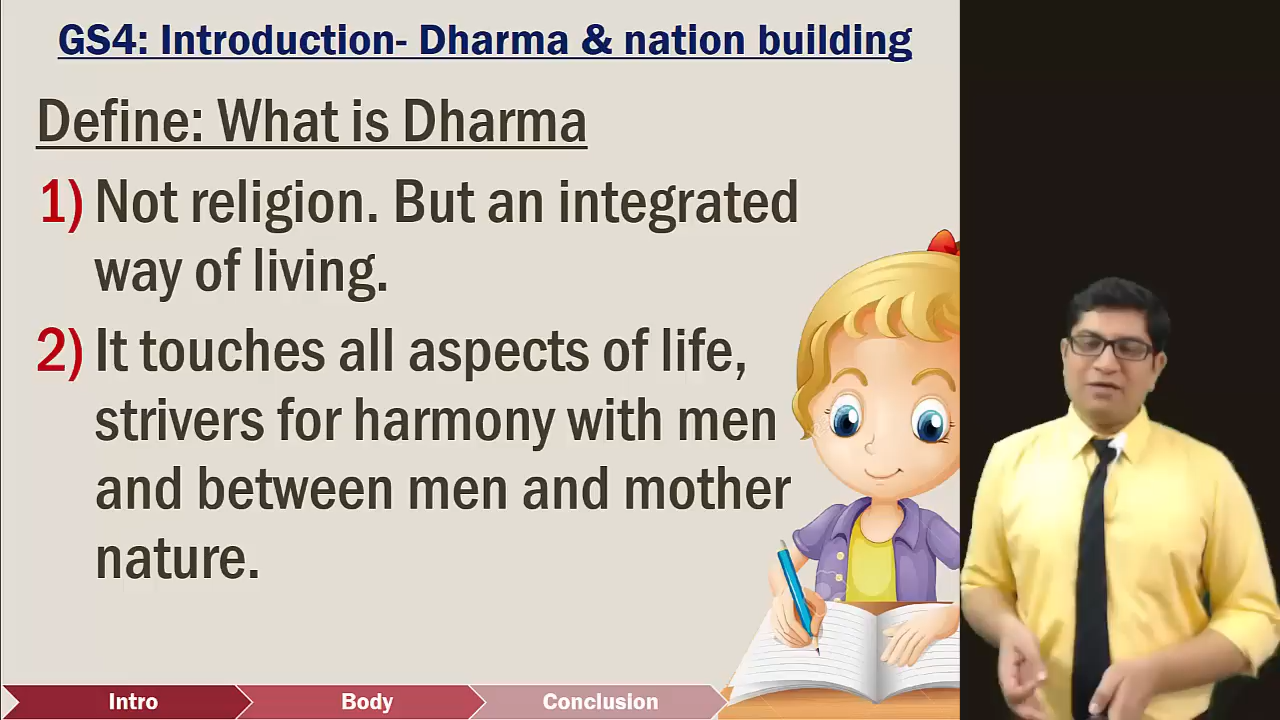 GS4: Introduction- Dharma & nation building
Define: What is Dharma
1) Not religion. But an integrated
way of living.
2) It touches all aspects of life,
strivers for harmony with men
and between men and mother
nature.
Intro
Body
Conclusion